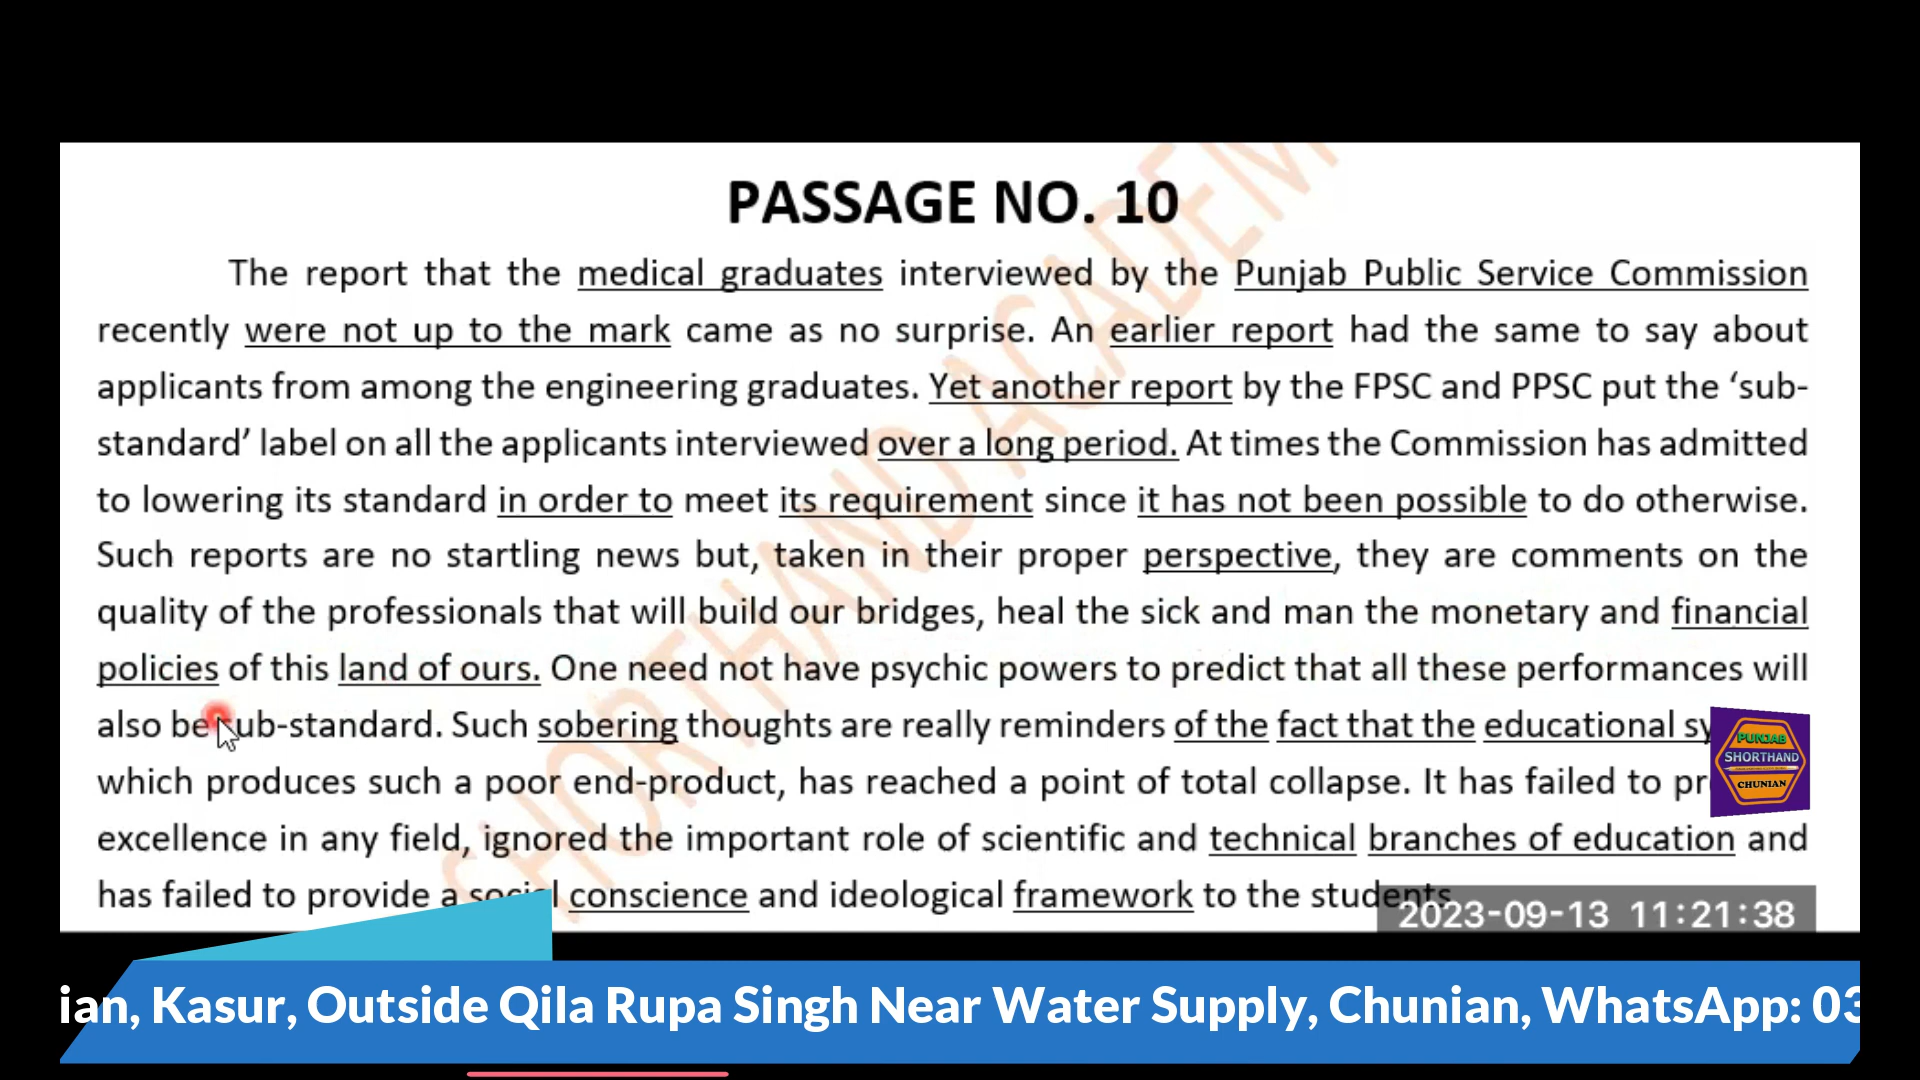 PASSAGE NO. 10
The report that the medical graduates interviewed by the Punjab Public Service Commission
recently were not up to the mark came as no surprise. An earlier report had the same to say about
applicants from among the engineering graduates. Yet another report by the FPSC and PPSC put the ‘sub-
standard’ label on all the applicants interviewed over a long period. At times the Commission has admitted
to lowering its standard in order to meet its requirement since it has not been possible to do otherwise.
Such reports are no startling news but, taken in their proper perspective, they are comments on the
quality of the professionals that will build our bridges, heal the sick and man the monetary and financial
policies of this land of ours. One need not have psychic powers to predict that all these performances will
also be sub-standard. Such sobering thoughts are really reminders of the fact that the educational
which produces such a poor end-product, has reached a point of total collapse. It has failed to
excellence in any field, ignored the important role of scientific and technical branches of education and
has failed to provide a social conscience and ideological framework to the students.
SHORTHAND ACADEM
PUNJAB
SHORTHAND
CHUNIAN
2023-09-13 11:21:38
ian, Kasur, Outside Qila Rupa Singh Near Water Supply, Chunian, WhatsApp: 03